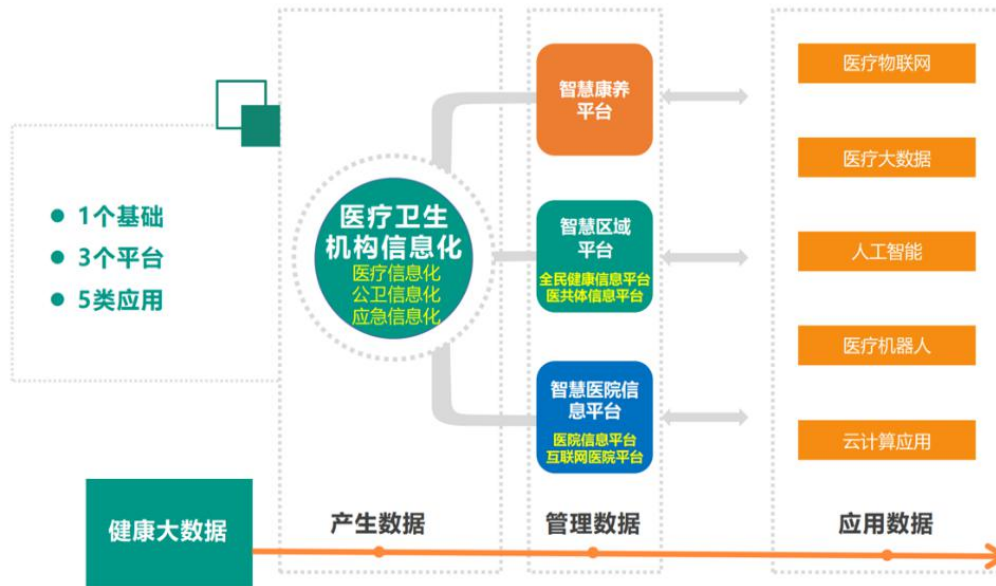 1个基础
3个平台
5类应用
医疗卫生
机构信息化
医疗信息化
公卫信息化
应急信息化
智慧康养
平台
智慧区域
平台
全民健康信息平台
医共体信息平台
智慧医院信
息平台
医院信息平台
互联网医院平台
医疗物联网
医疗大数据
人工智能
医疗机器人
云计算应用
健康大数据
产生数据
管理数据
应用数据